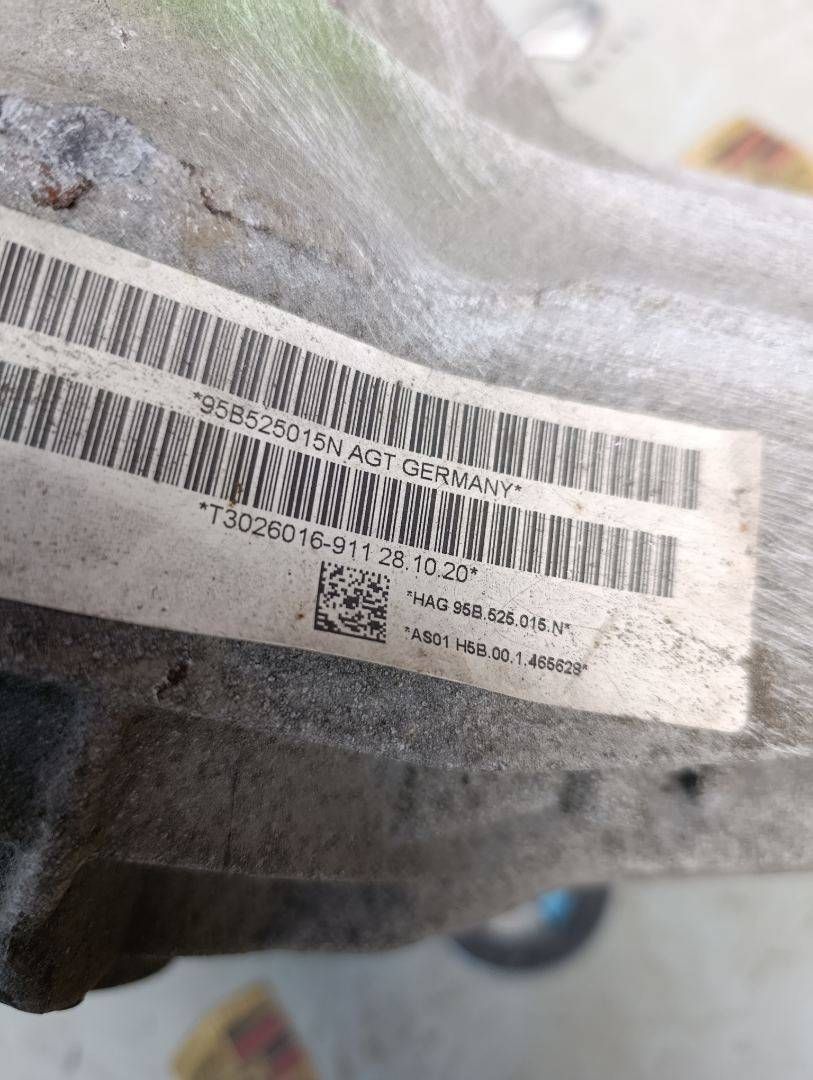 *95B525015N AGT GERMANY*
*T3026016-911 28.10.20*
*HAG 95B.525.015.N*
*AS01 H5B.00.1.465628*